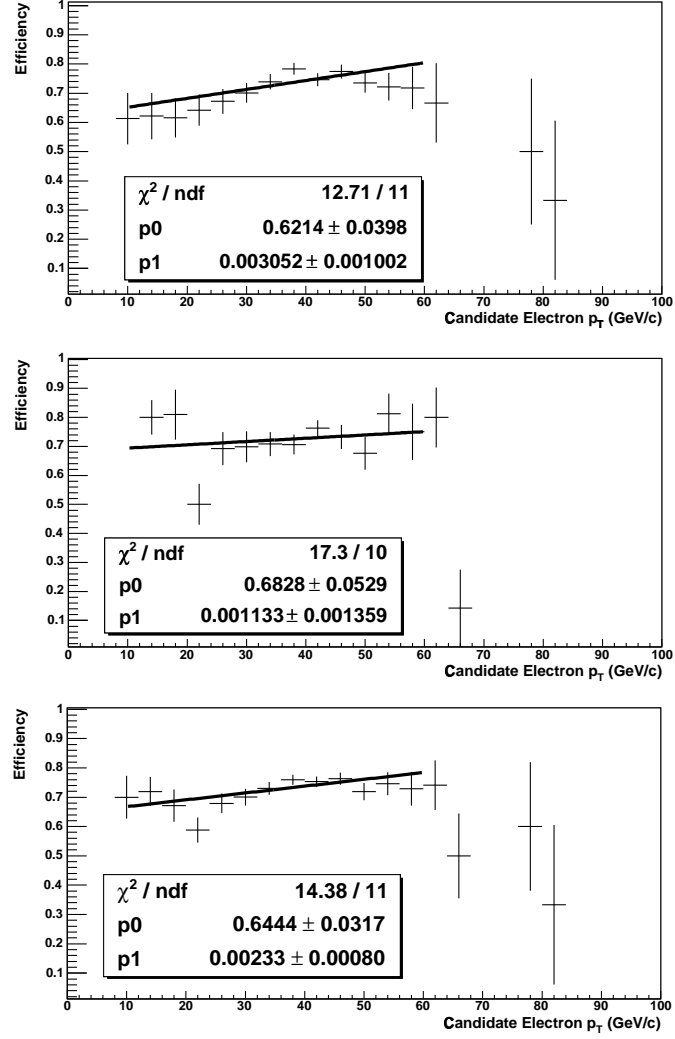 Efficiency
1
0.9
0.8
0.7
0.6
0.5
0.4
0.3
0.2
0.1
χ² / ndf 12.71 / 11
p0 0.6214 ± 0.0398
p1 0.003052 ± 0.001002
0 10 20 30 40 50 60 70 80 90 100
Candidate Electron p_T (GeV/c)
Efficiency
1
0.9
0.8
0.7
0.6
0.5
0.4
0.3
0.2
0.1
χ² / ndf 17.3 / 10
p0 0.6828 ± 0.0529
p1 0.001133 ± 0.001359
0 10 20 30 40 50 60 70 80 90 100
Candidate Electron p_T (GeV/c)
Efficiency
1
0.9
0.8
0.7
0.6
0.5
0.4
0.3
0.2
0.1
χ² / ndf 14.38 / 11
p0 0.6444 ± 0.0317
p1 0.00233 ± 0.00080
0 10 20 30 40 50 60 70 80 90 100
Candidate Electron p_T (GeV/c)